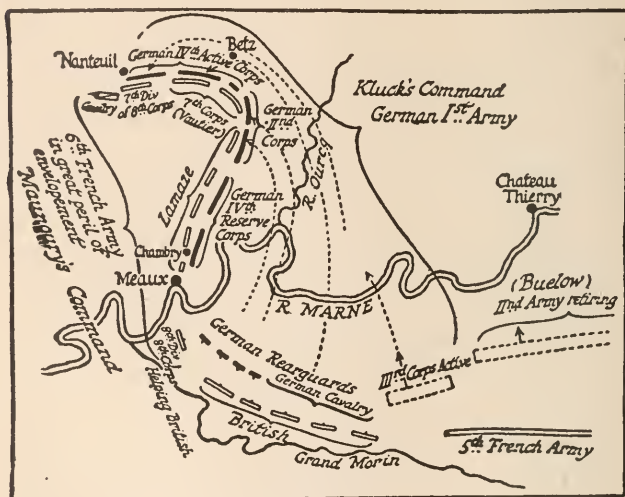 Betz
German IVth Active Corps
Nanteuil
Cavalry
7th Div
of 8th Corps
7th Corps
(Vautier)
German
IInd
Corps
Kluck's Command
German Ist Army
6th French Army
in great peril of
envelopement
Maunoury's
Command
Lamaze
German
IVth
Reserve
Corps
R. Ourcq
Chateau
Thierry
Chambry
Meaux
R. MARNE
(Buelow)
IInd Army retiring
8th Div
8th Corps
Helping British
German Rearguards
German Cavalry
IIIrd Corps Active
British
Grand Morin
5th French Army